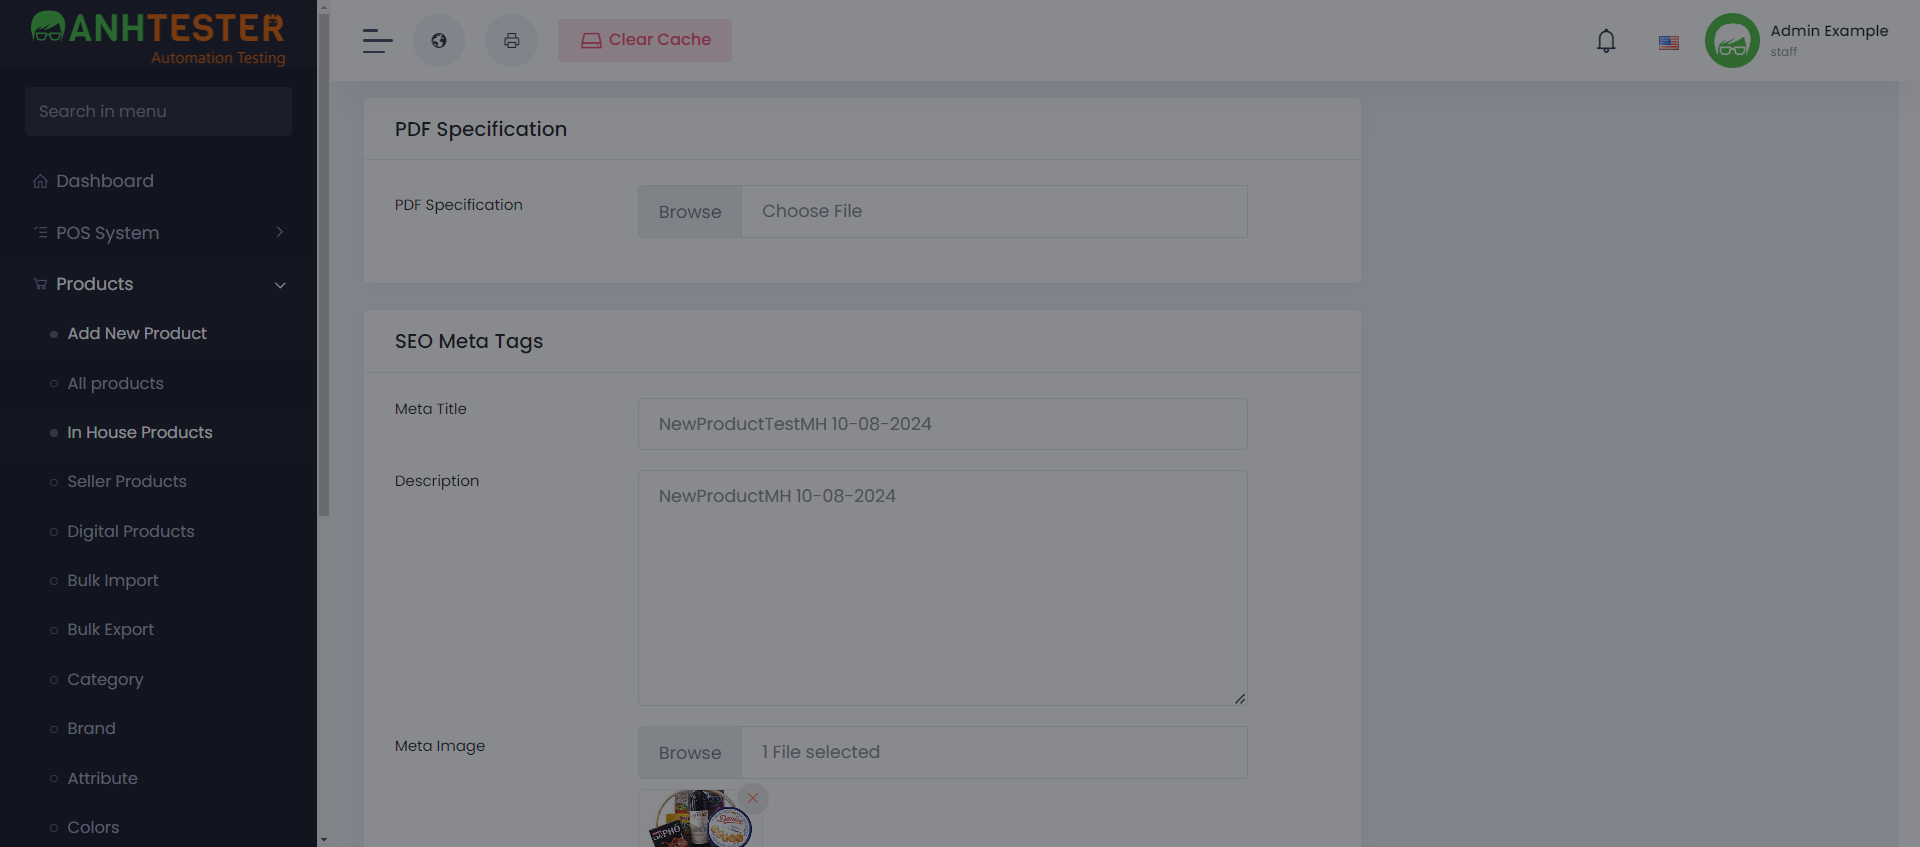 ANHTESTER
Automation Testing
Search in menu
Dashboard
POS System
Products
Add New Product
All products
In House Products
Seller Products
Digital Products
Bulk Import
Bulk Export
Category
Brand
Attribute
Colors
Clear Cache
Admin Example
staff
PDF Specification
PDF Specification
Browse
Choose File
SEO Meta Tags
Meta Title
NewProductTestMH 10-08-2024
Description
NewProductMH 10-08-2024
Meta Image
Browse
1 File selected